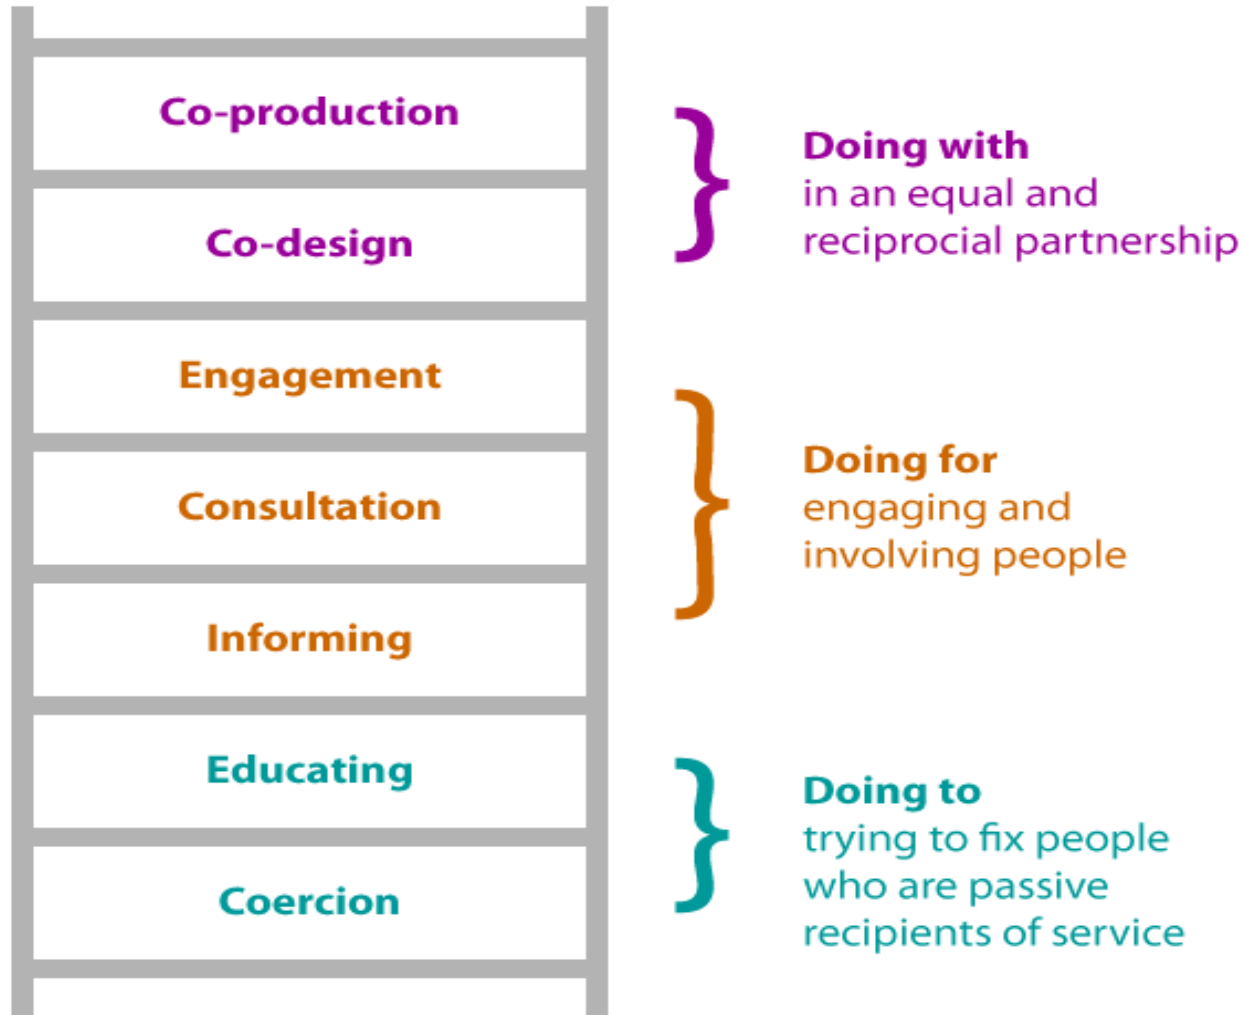 Co-production
Co-design
Engagement
Consultation
Informing
Educating
Coercion
Doing with
in an equal and
reciprocial partnership
Doing for
engaging and
involving people
Doing to
trying to fix people
who are passive
recipients of service